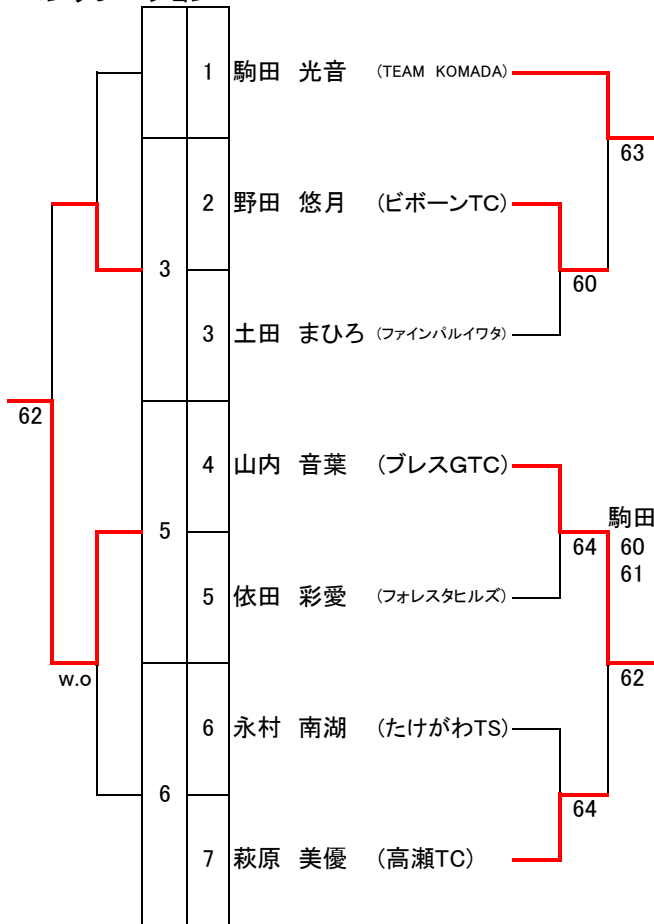 1 駒田 光音 (TEAM KOMADA)
63
2 野田 悠月 (ビボーンTC)
3
60
3 土田 まひろ (ファインパルイワタ)
62
4 山内 音葉 (ブレスGTC)
駒田
5
64
60
61
5 依田 彩愛 (フォレスタヒルズ)
w.o
62
6 永村 南湖 (たけがわTS)
6
64
7 萩原 美優 (高瀬TC)